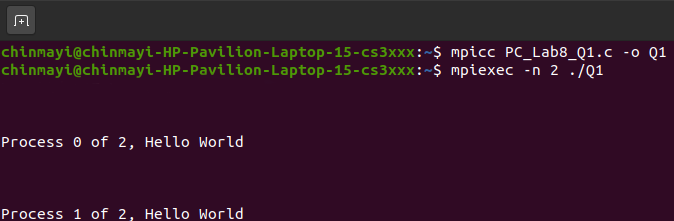 chinmayi@chinmayi-HP-Pavilion-Laptop-15-cs3xxx:~$ mpicc PC_Lab8_Q1.c -o Q1
chinmayi@chinmayi-HP-Pavilion-Laptop-15-cs3xxx:~$ mpiexec -n 2 ./Q1
Process 0 of 2, Hello World
Process 1 of 2, Hello World